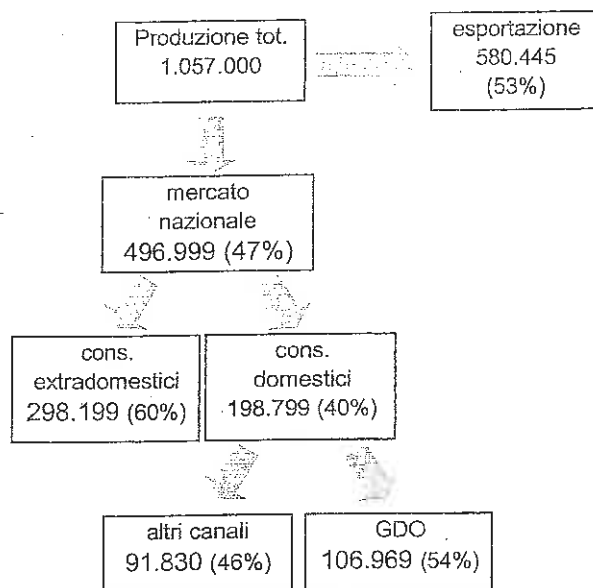 Produzione tot.
1.057.000
esportazione
580.445
(53%)
mercato
nazionale
496.999 (47%)
cons.
extradomestici
298.199 (60%)
cons.
domestici
198.799 (40%)
altri canali
91.830 (46%)
GDO
106.969 (54%)